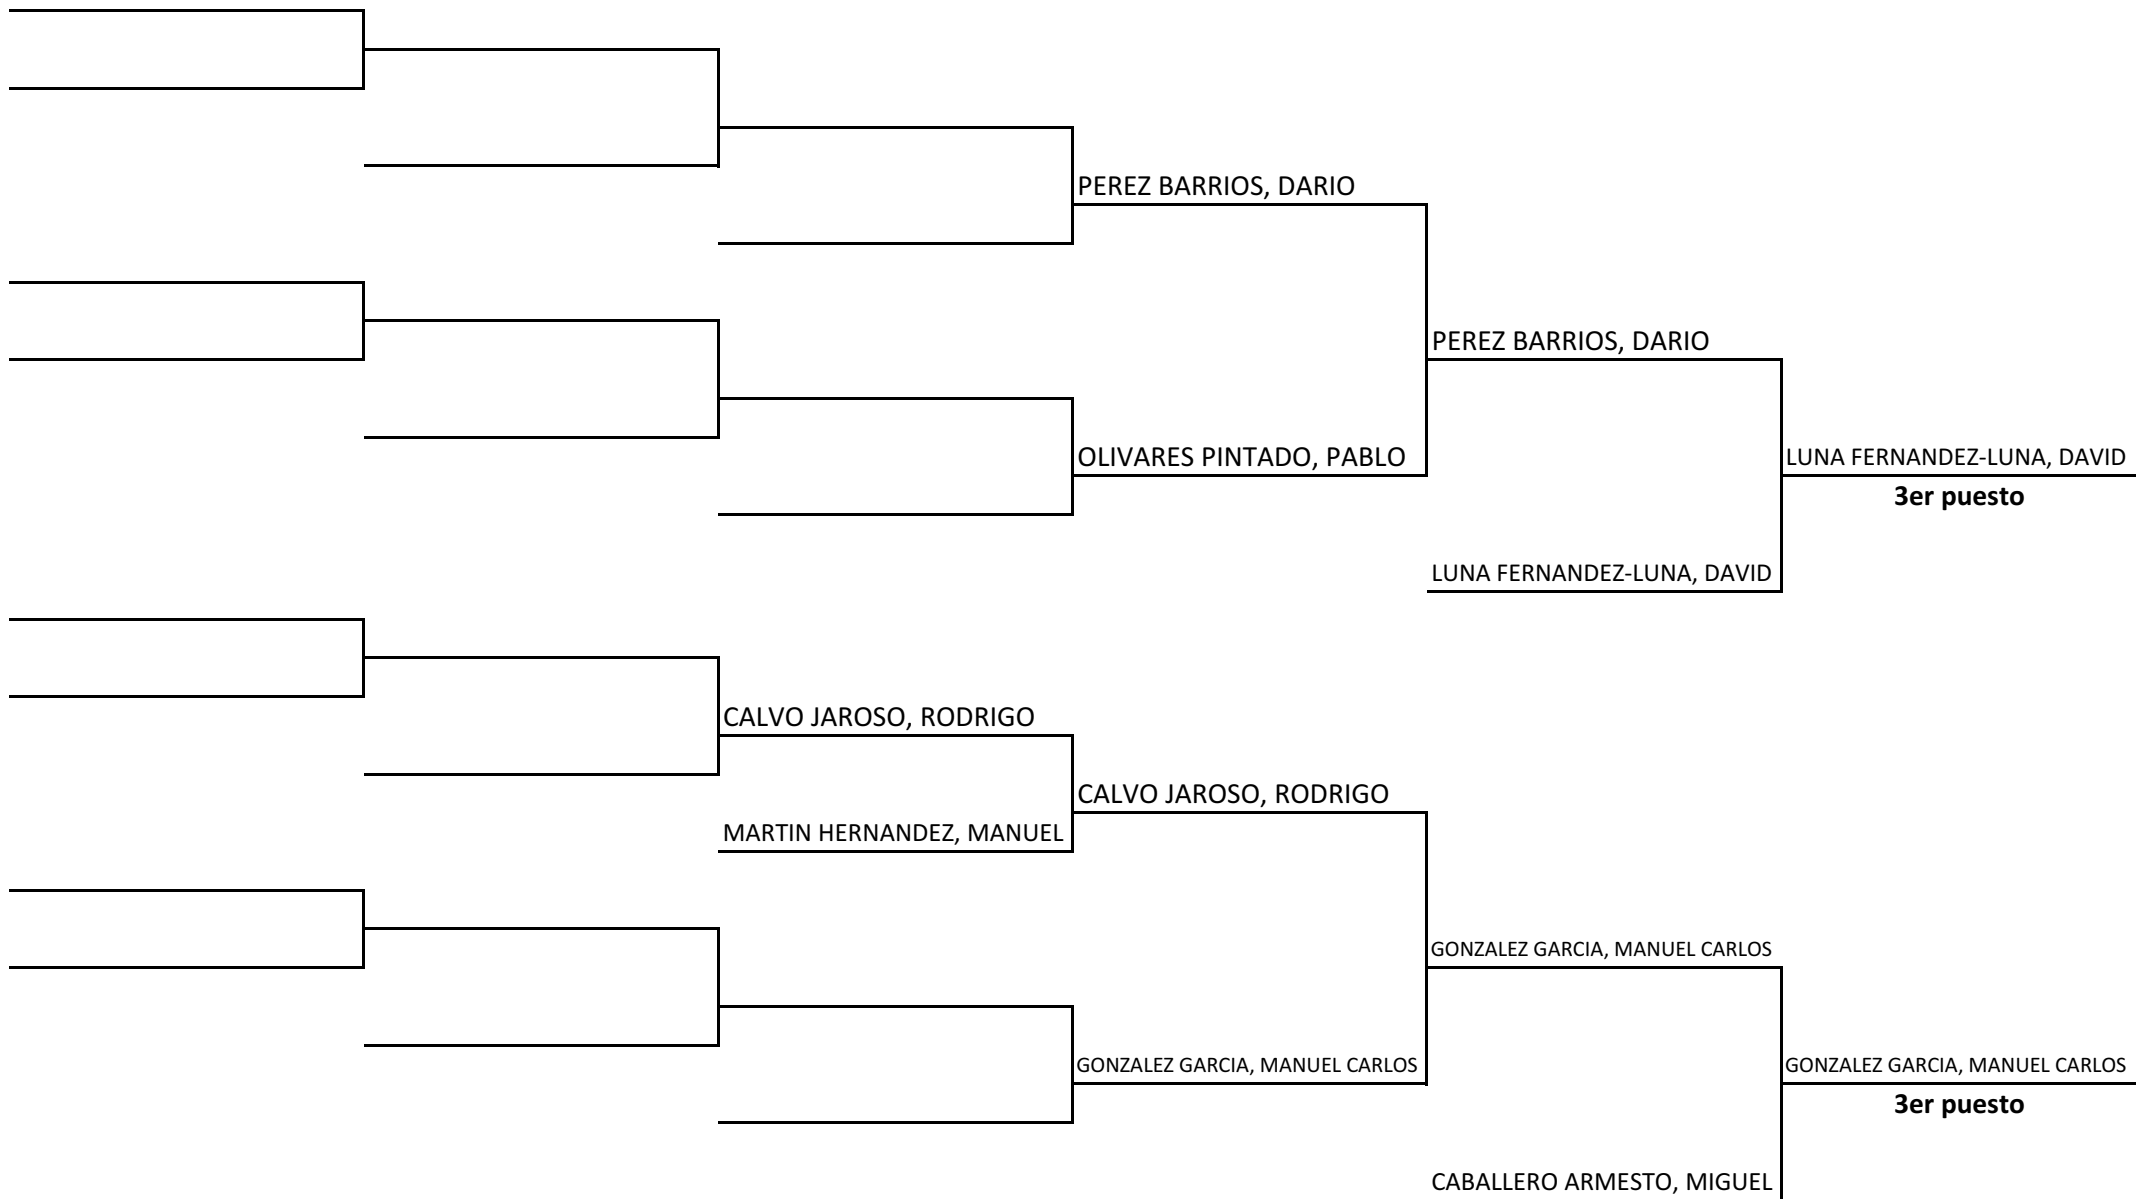 PEREZ BARRIOS, DARIO
PEREZ BARRIOS, DARIO
OLIVARES PINTADO, PABLO
LUNA FERNANDEZ-LUNA, DAVID
3er puesto
LUNA FERNANDEZ-LUNA, DAVID
CALVO JAROSO, RODRIGO
CALVO JAROSO, RODRIGO
MARTIN HERNANDEZ, MANUEL
GONZALEZ GARCIA, MANUEL CARLOS
GONZALEZ GARCIA, MANUEL CARLOS
GONZALEZ GARCIA, MANUEL CARLOS
3er puesto
CABALLERO ARMESTO, MIGUEL